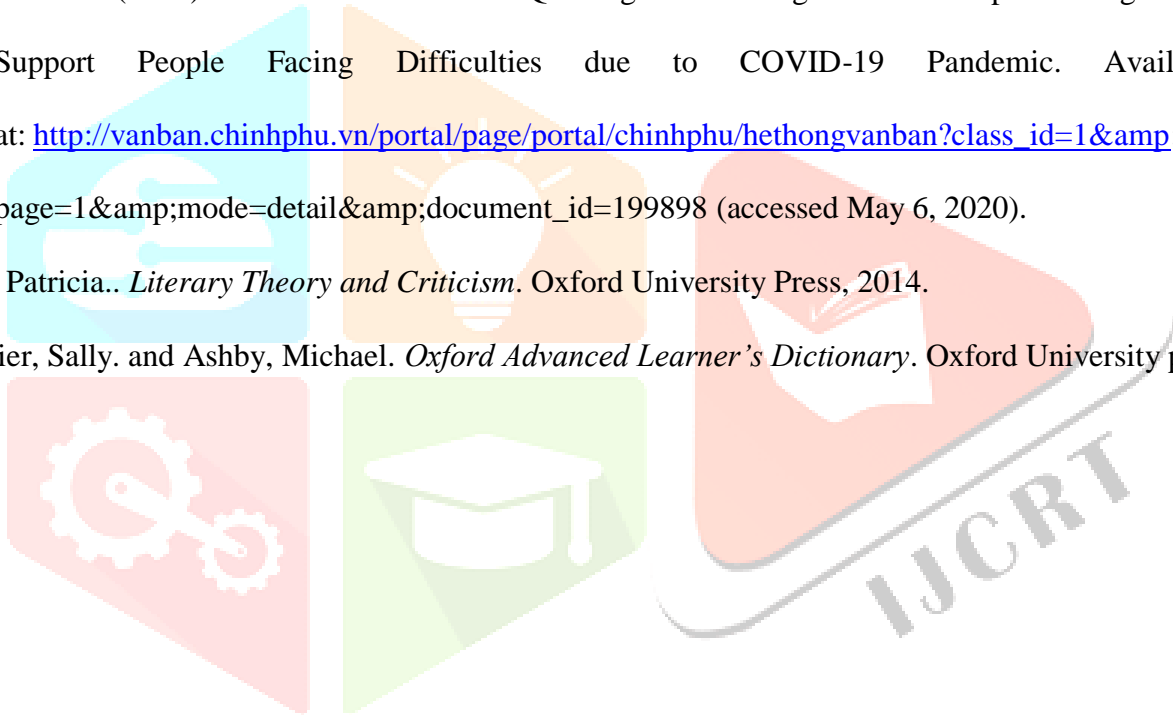 Support People Facing Difficulties due to COVID-19 Pandemic.
at: http://vanban.chinhphu.vn/portal/page/portal/chinhphu/hethongvanban?class_id=1&amp
page=1&amp;mode=detail&amp;document_id=199898 (accessed May 6, 2020).
Patricia.. Literary Theory and Criticism. Oxford University Press, 2014.
Sally. and Ashby, Michael. Oxford Advanced Learner’s Dictionary. Oxford University
IJCRT